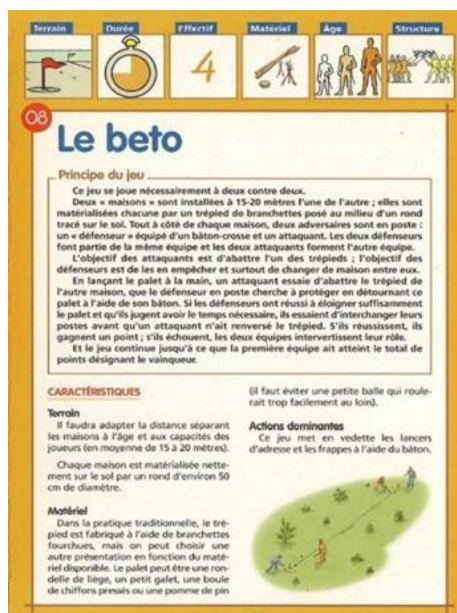 Terrain
Durée
Effectif
Matériel
Âge
Structure
4
08
Le beto
Principe du jeu
Ce jeu se joue nécessairement à deux contre deux.
Deux « maisons » sont installées à 15-20 mètres l'une de l'autre ; elles sont
matérialisées chacune par un trépied de branchettes posé au milieu d'un rond
tracé sur le sol. Tout à côté de chaque maison, deux adversaires sont en poste :
un « défenseur » équipé d'un bâton-crosse et un attaquant. Les deux défenseurs
font partie de la même équipe et les deux attaquants forment l'autre équipe.
L'objectif des attaquants est d'abattre l'un des trépieds ; l'objectif des
défenseurs est de les en empêcher et surtout de changer de maison entre eux.
En lançant le palet à la main, un attaquant essaie d'abattre le trépied de
l'autre maison, que le défenseur en poste cherche à protéger en détournant ce
palet à l'aide de son bâton. Si les défenseurs ont réussi à éloigner suffisamment
le palet et qu'ils jugent avoir le temps nécessaire, ils essaient d'interchanger leurs
postes avant qu'un attaquant n'ait renversé le trépied. S'ils réussissent, ils
gagnent un point ; s'ils échouent, les deux équipes intervertissent leur rôle.
Et le jeu continue jusqu'à ce que la première équipe ait atteint le total de
points désignant le vainqueur.
CARACTÉRISTIQUES
Terrain
Il faudra adapter la distance séparant
les maisons à l'âge et aux capacités des
joueurs (en moyenne de 15 à 20 mètres).
Chaque maison est matérialisée nette-
ment sur le sol par un rond d'environ 50
cm de diamètre.
Matériel
Dans la pratique traditionnelle, le tré-
pied est fabriqué à l'aide de branchettes
fourchues, mais on peut choisir une
autre présentation en fonction du maté-
riel disponible. Le palet peut être une ron-
delle de liège, un petit galet, une boule
de chiffons pressés ou une pomme de pin
(il faut éviter une petite balle qui roule-
rait trop facilement au loin).
Actions dominantes
Ce jeu met en vedette les lancers
d'adresse et les frappes à l'aide du bâton.